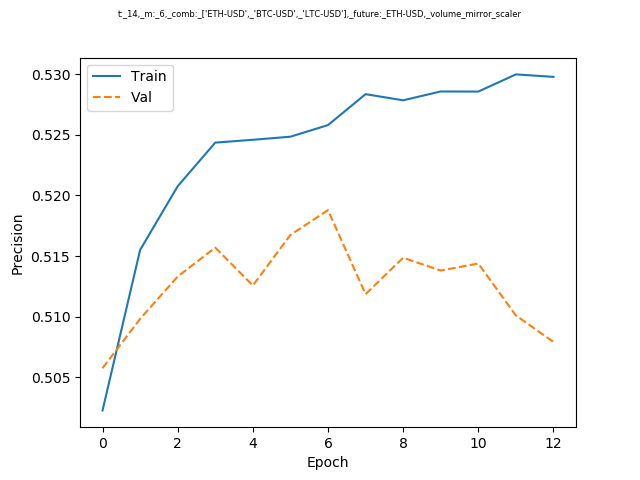 t:_14,_m:_6,_comb:_['ETH-USD',_'BTC-USD',_'LTC-USD'],_future:_ETH-USD,_volume_mirror_scaler
Train
Val
0.530
0.525
0.520
0.515
0.510
0.505
Precision
0 2 4 6 8 10 12
Epoch